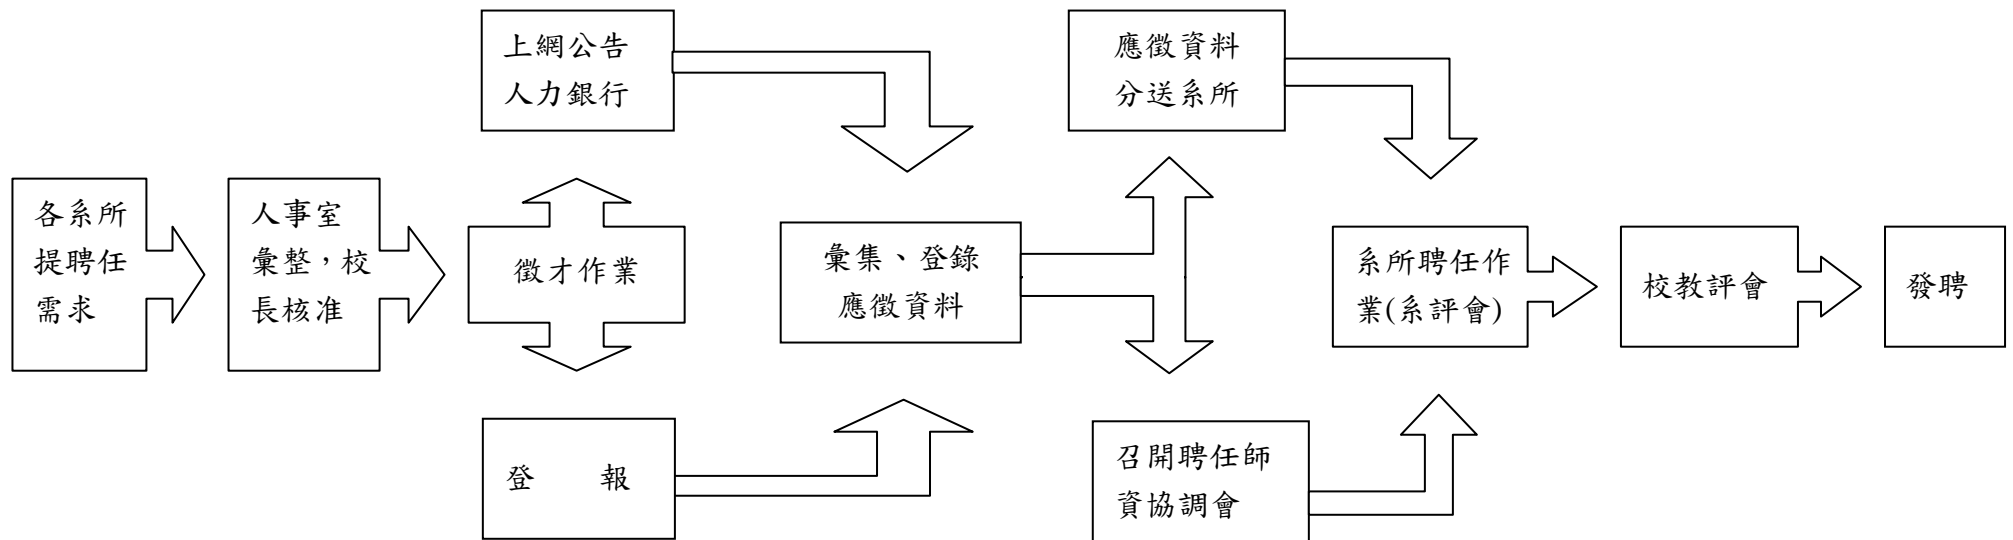 各系所
提聘任
需求
人事室
彙整，校
長核准
徵才作業
上網公告
人力銀行
登　　報
彙集、登錄
應徵資料
應徵資料
分送系所
召開聘任師
資協調會
系所聘任作
業(系評會)
校教評會
發聘